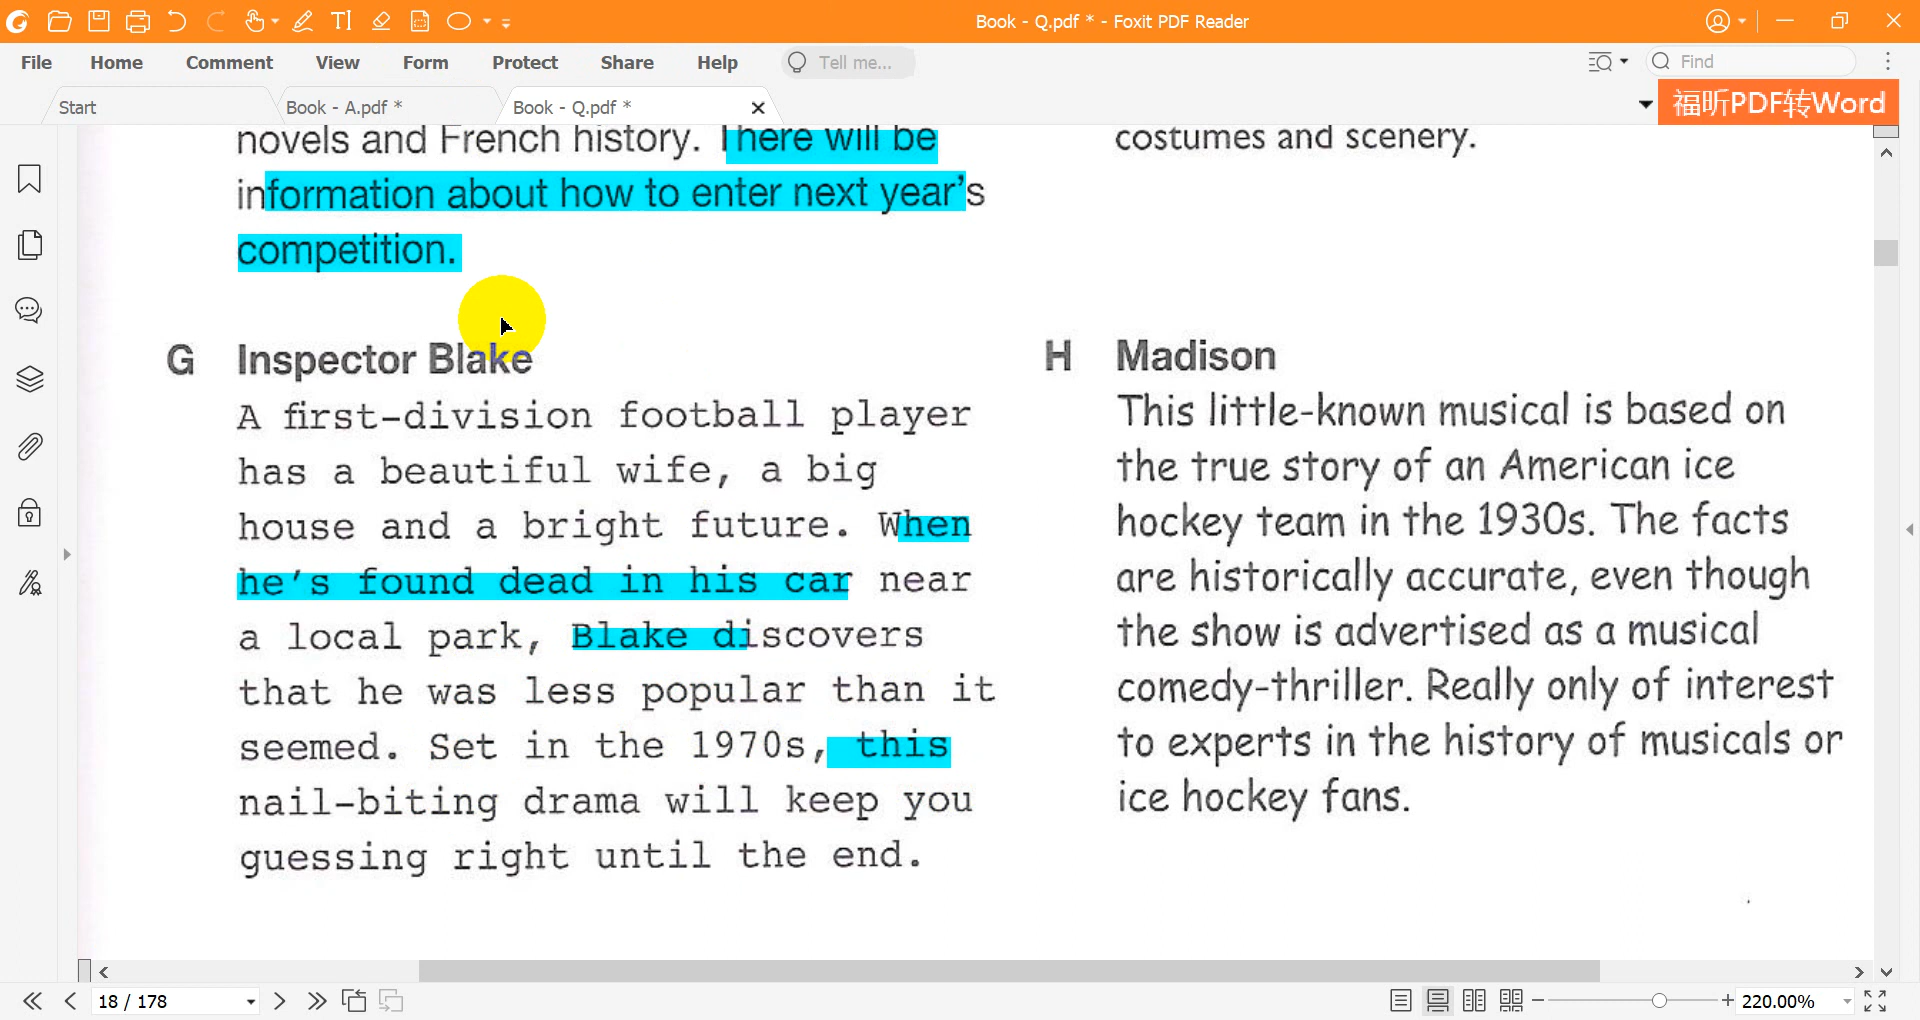 TI
Book - Q.pdf * - Foxit PDF Reader
File Home Comment View Form Protect Share Help Tell me... Find
Start Book - A.pdf * Book - Q.pdf * 福昕PDF转Word
novels and French history. There will be
information about how to enter next year's
competition.
costumes and scenery.
G Inspector Blake
A first-division football player
has a beautiful wife, a big
house and a bright future. When
he's found dead in his car near
a local park, Blake discovers
that he was less popular than it
seemed. Set in the 1970s, this
nail-biting drama will keep you
guessing right until the end.
H Madison
This little-known musical is based on
the true story of an American ice
hockey team in the 1930s. The facts
are historically accurate, even though
the show is advertised as a musical
comedy-thriller. Really only of interest
to experts in the history of musicals or
ice hockey fans.
18 / 178 220.00%